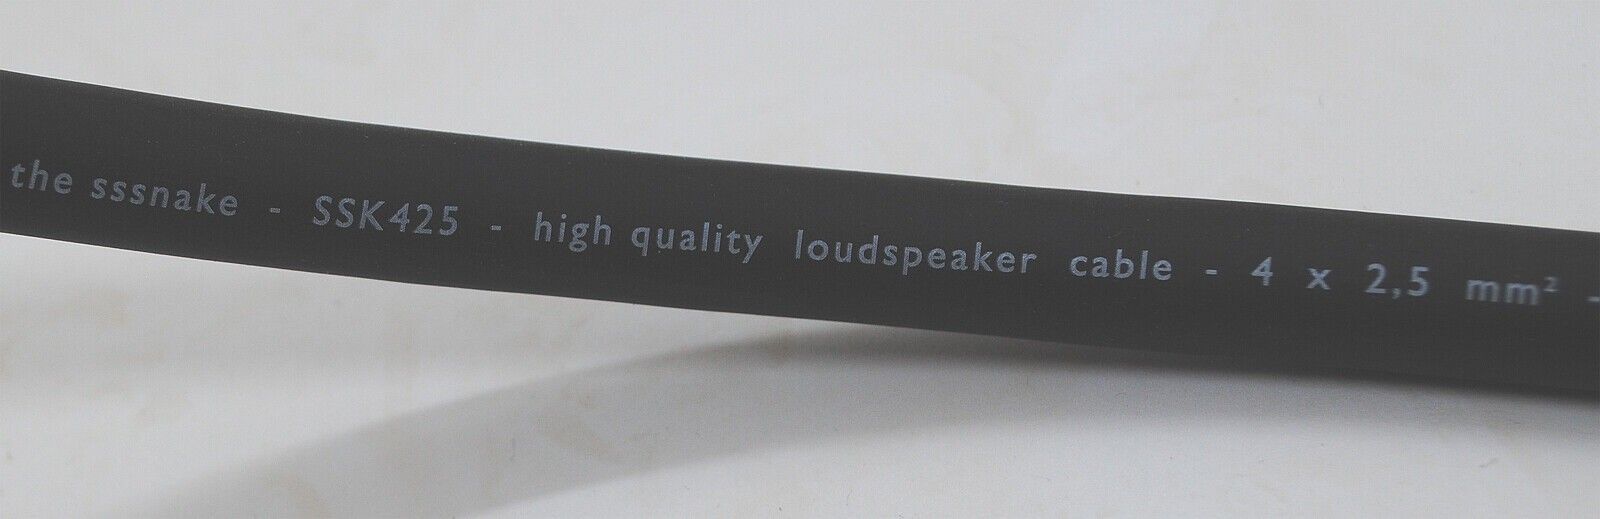 the sssnake - SSK425 - high quality loudspeaker cable - 4 x 2,5 mm² -